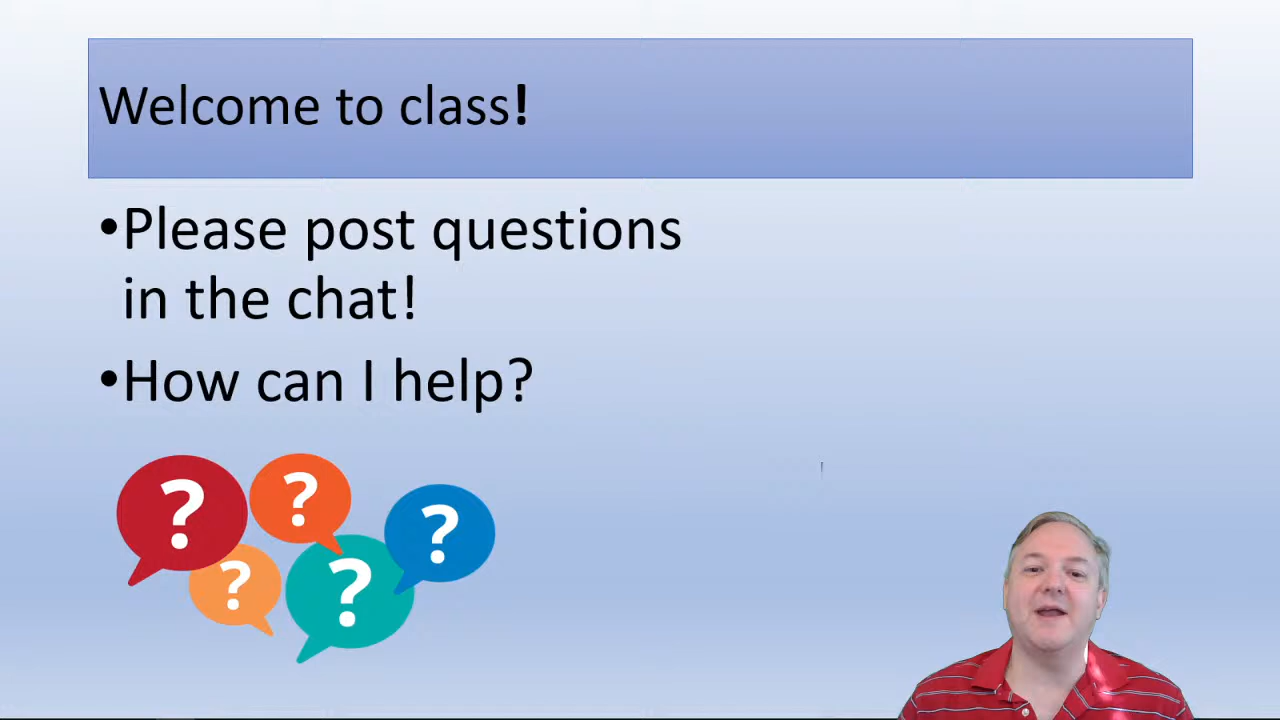 Welcome to class!
•Please post questions
in the chat!
•How can I help?
? ? ?
? ?